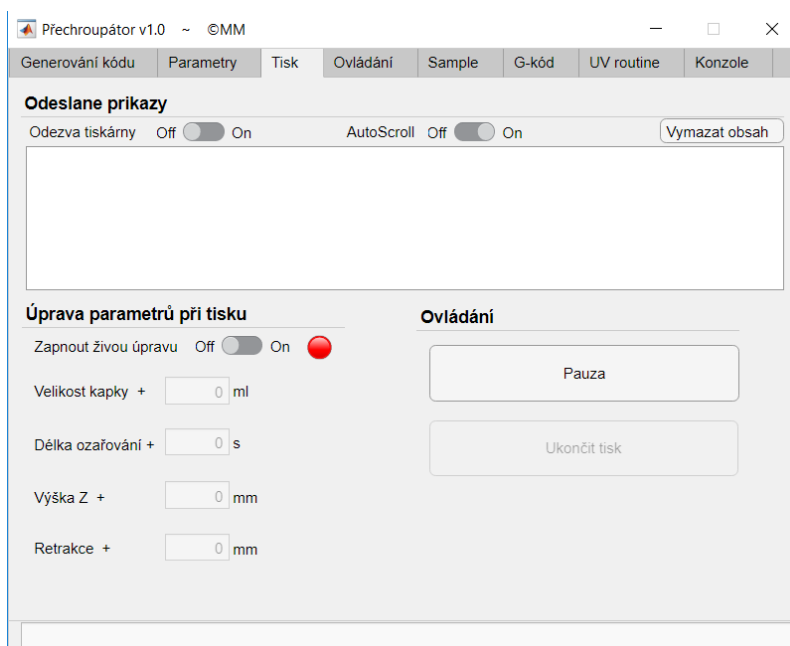 Přechroupátor v1.0 ~ ©MM
Generování kódu Parametry Tisk Ovládání Sample G-kód UV routine Konzole
Odeslane prikazy
Odezva tiskárny Off On AutoScroll Off On Vymazat obsah
Úprava parametrů při tisku
Ovládání
Zapnout živou úpravu Off On
Pauza
Velikost kapky + 0 ml
Délka ozařování + 0 s
Ukončit tisk
Výška Z + 0 mm
Retrakce + 0 mm